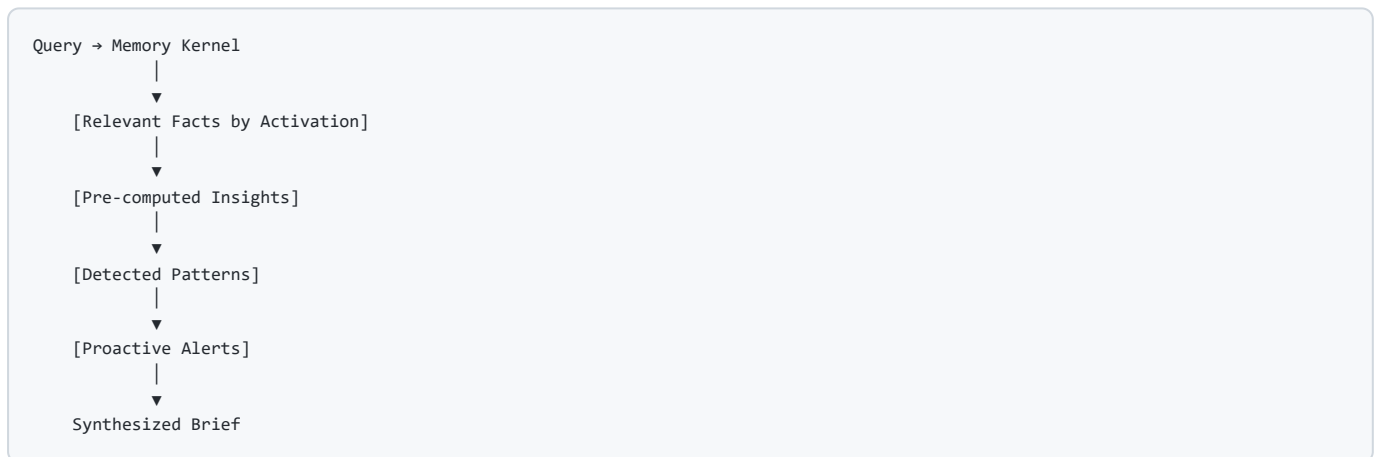 Query → Memory Kernel
│
▼
[Relevant Facts by Activation]
│
▼
[Pre-computed Insights]
│
▼
[Detected Patterns]
│
▼
[Proactive Alerts]
│
▼
Synthesized Brief